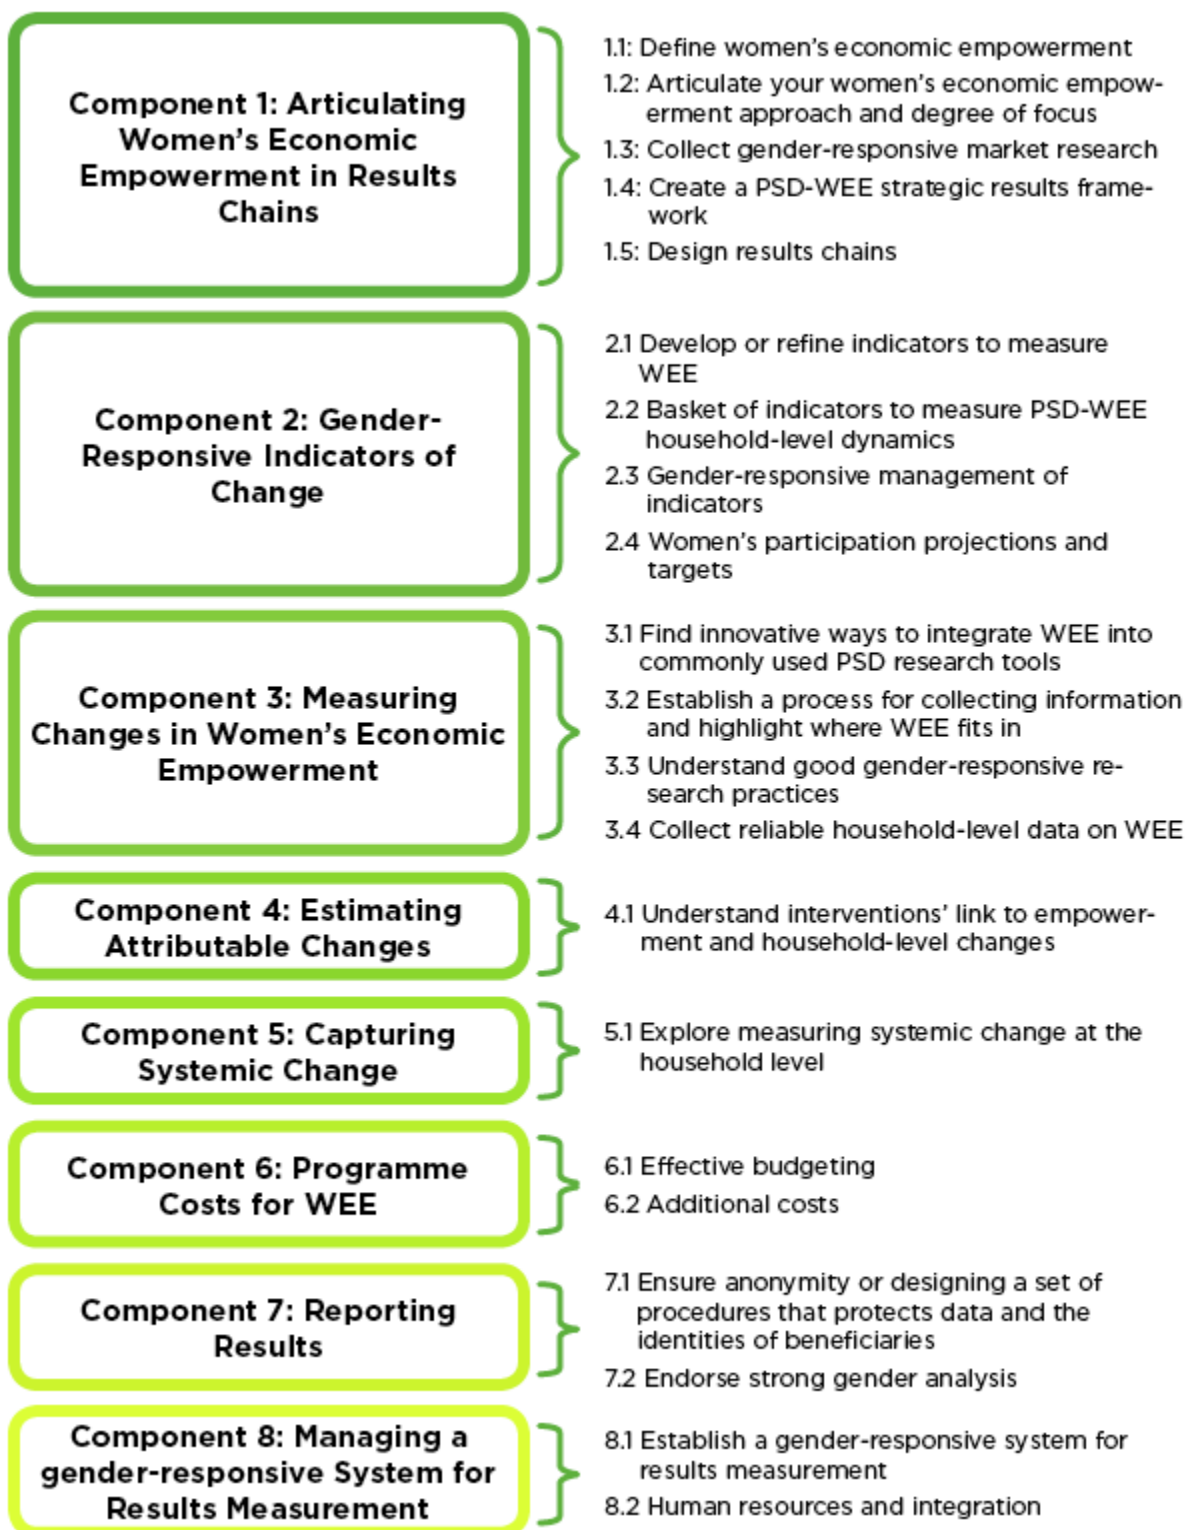 Component 1: Articulating
Women's Economic
Empowerment in Results
Chains
1.1: Define women's economic empowerment
1.2: Articulate your women's economic empow-
erment approach and degree of focus
1.3: Collect gender-responsive market research
1.4: Create a PSD-WEE strategic results frame-
work
1.5: Design results chains
Component 2: Gender-
Responsive Indicators of
Change
2.1 Develop or refine indicators to measure
WEE
2.2 Basket of indicators to measure PSD-WEE
household-level dynamics
2.3 Gender-responsive management of
indicators
2.4 Women's participation projections and
targets
Component 3: Measuring
Changes in Women's Economic
Empowerment
3.1 Find innovative ways to integrate WEE into
commonly used PSD research tools
3.2 Establish a process for collecting information
and highlight where WEE fits in
3.3 Understand good gender-responsive re-
search practices
3.4 Collect reliable household-level data on WEE
Component 4: Estimating
Attributable Changes
4.1 Understand interventions' link to empower-
ment and household-level changes
Component 5: Capturing
Systemic Change
5.1 Explore measuring systemic change at the
household level
Component 6: Programme
Costs for WEE
6.1 Effective budgeting
6.2 Additional costs
Component 7: Reporting
Results
7.1 Ensure anonymity or designing a set of
procedures that protects data and the
identities of beneficiaries
7.2 Endorse strong gender analysis
Component 8: Managing a
gender-responsive System for
Results Measurement
8.1 Establish a gender-responsive system for
results measurement
8.2 Human resources and integration